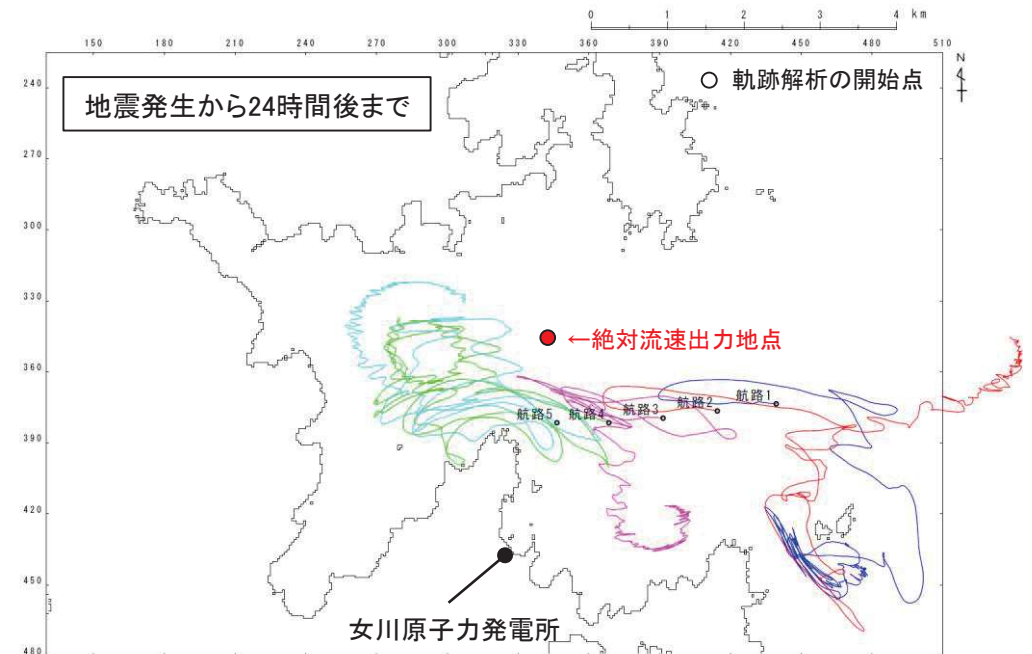 0 1 2 3 4 km
150 180 210 240 270 300 330 360 390 420 450 480 510
N
240
地震発生から24時間後まで
○ 軌跡解析の開始点
270
300
330
←絶対流速出力地点
360
航路5 航路4 航路3 航路2 航路1
390
420
450
女川原子力発電所
480